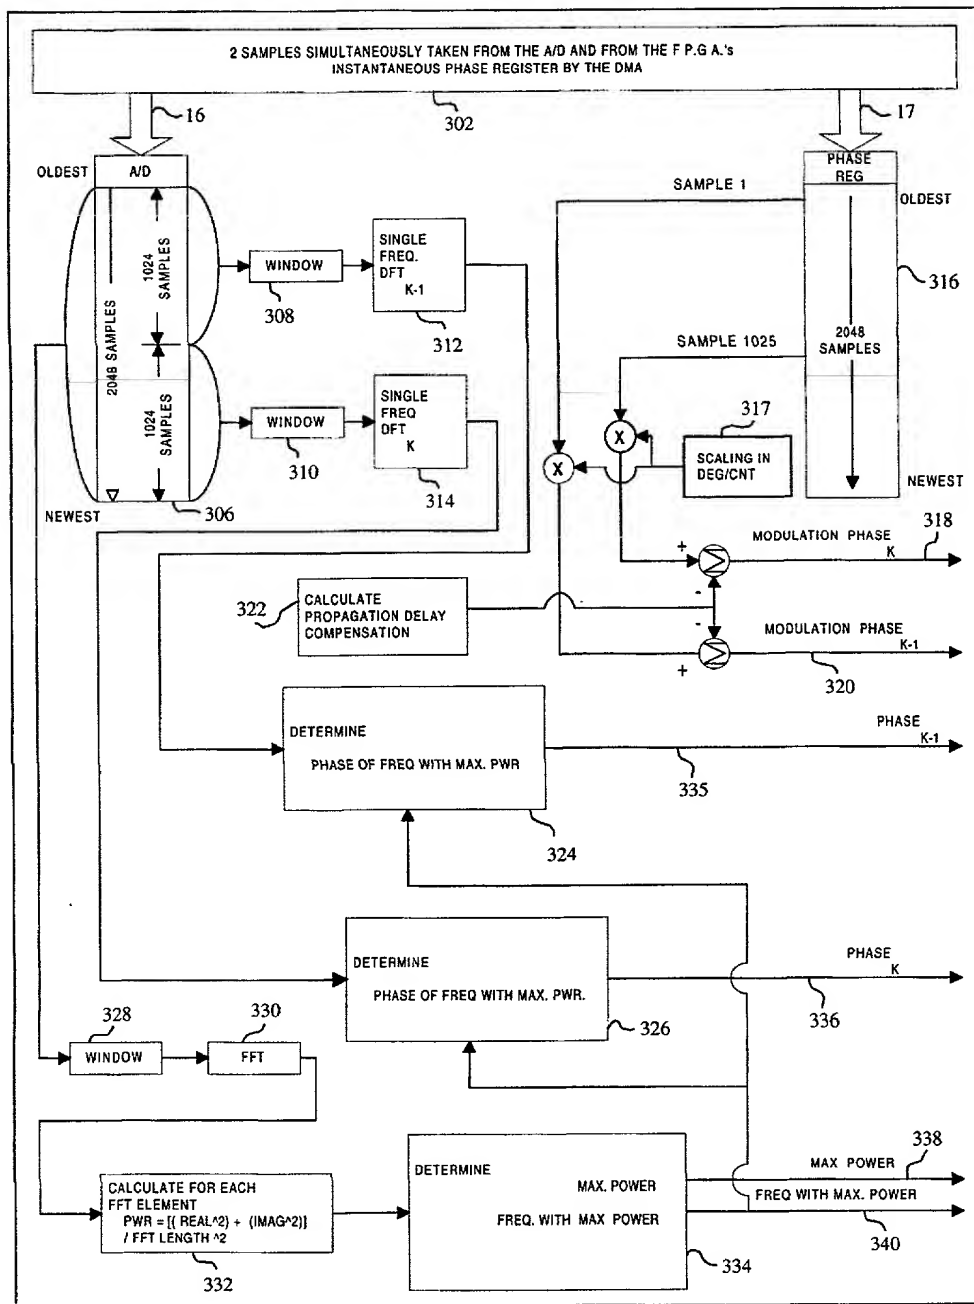 2 SAMPLES SIMULTANEOUSLY TAKEN FROM THE A/D AND FROM THE F P.G A.'s
INSTANTANEOUS PHASE REGISTER BY THE DMA
16
302
17
OLDEST
A/D
PHASE
REG
SAMPLE 1
OLDEST
1024
SAMPLES
2048 SAMPLES
WINDOW
308
SINGLE
FREQ.
DFT
K-1
312
316
SAMPLE 1025
2048
SAMPLES
1024
SAMPLES
WINDOW
310
SINGLE
FREQ
DFT
K
314
X
X
317
SCALING IN
DEG/CNT
NEWEST
306
NEWEST
MODULATION PHASE
K
318
+
Σ
-
322
CALCULATE
PROPAGATION DELAY
COMPENSATION
-
Σ
+
MODULATION PHASE
K-1
320
DETERMINE
PHASE OF FREQ WITH MAX. PWR
324
PHASE
K-1
335
DETERMINE
PHASE OF FREQ WITH MAX. PWR.
326
PHASE
K
336
328
WINDOW
330
FFT
CALCULATE FOR EACH
FFT ELEMENT
PWR = [( REAL^2) + (IMAG^2)]
/ FFT LENGTH ^2
332
DETERMINE
MAX. POWER
FREQ. WITH MAX POWER
334
MAX POWER
338
FREQ WITH MAX. POWER
340